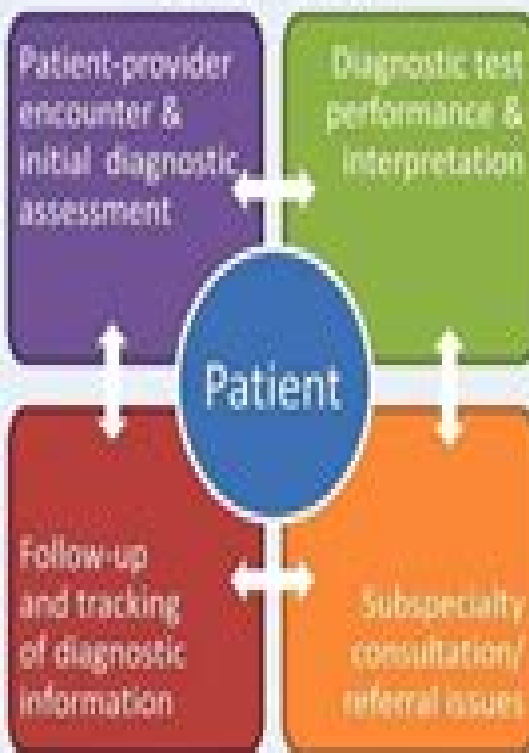 Patient-provider
encounter &
initial diagnostic
assessment
Diagnostic test
performance &
interpretation
Patient
Follow-up
and tracking
of diagnostic
information
Subspecialty
consultation/
referral issues